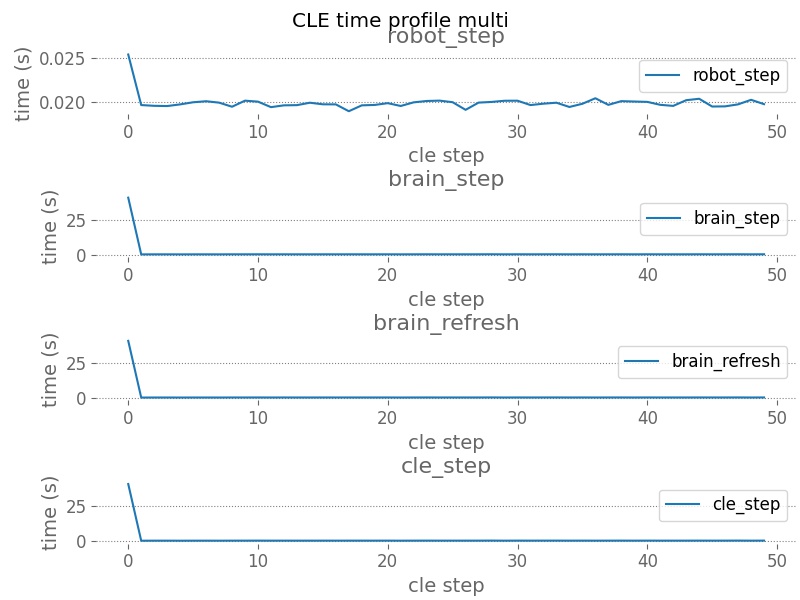 CLE time profile multi
robot_step
time (s)
0.025
0.020
robot_step
0 10 20 30 40 50
cle step
brain_step
time (s)
25
0
brain_step
0 10 20 30 40 50
cle step
brain_refresh
time (s)
25
0
brain_refresh
0 10 20 30 40 50
cle step
cle_step
time (s)
25
0
cle_step
0 10 20 30 40 50
cle step